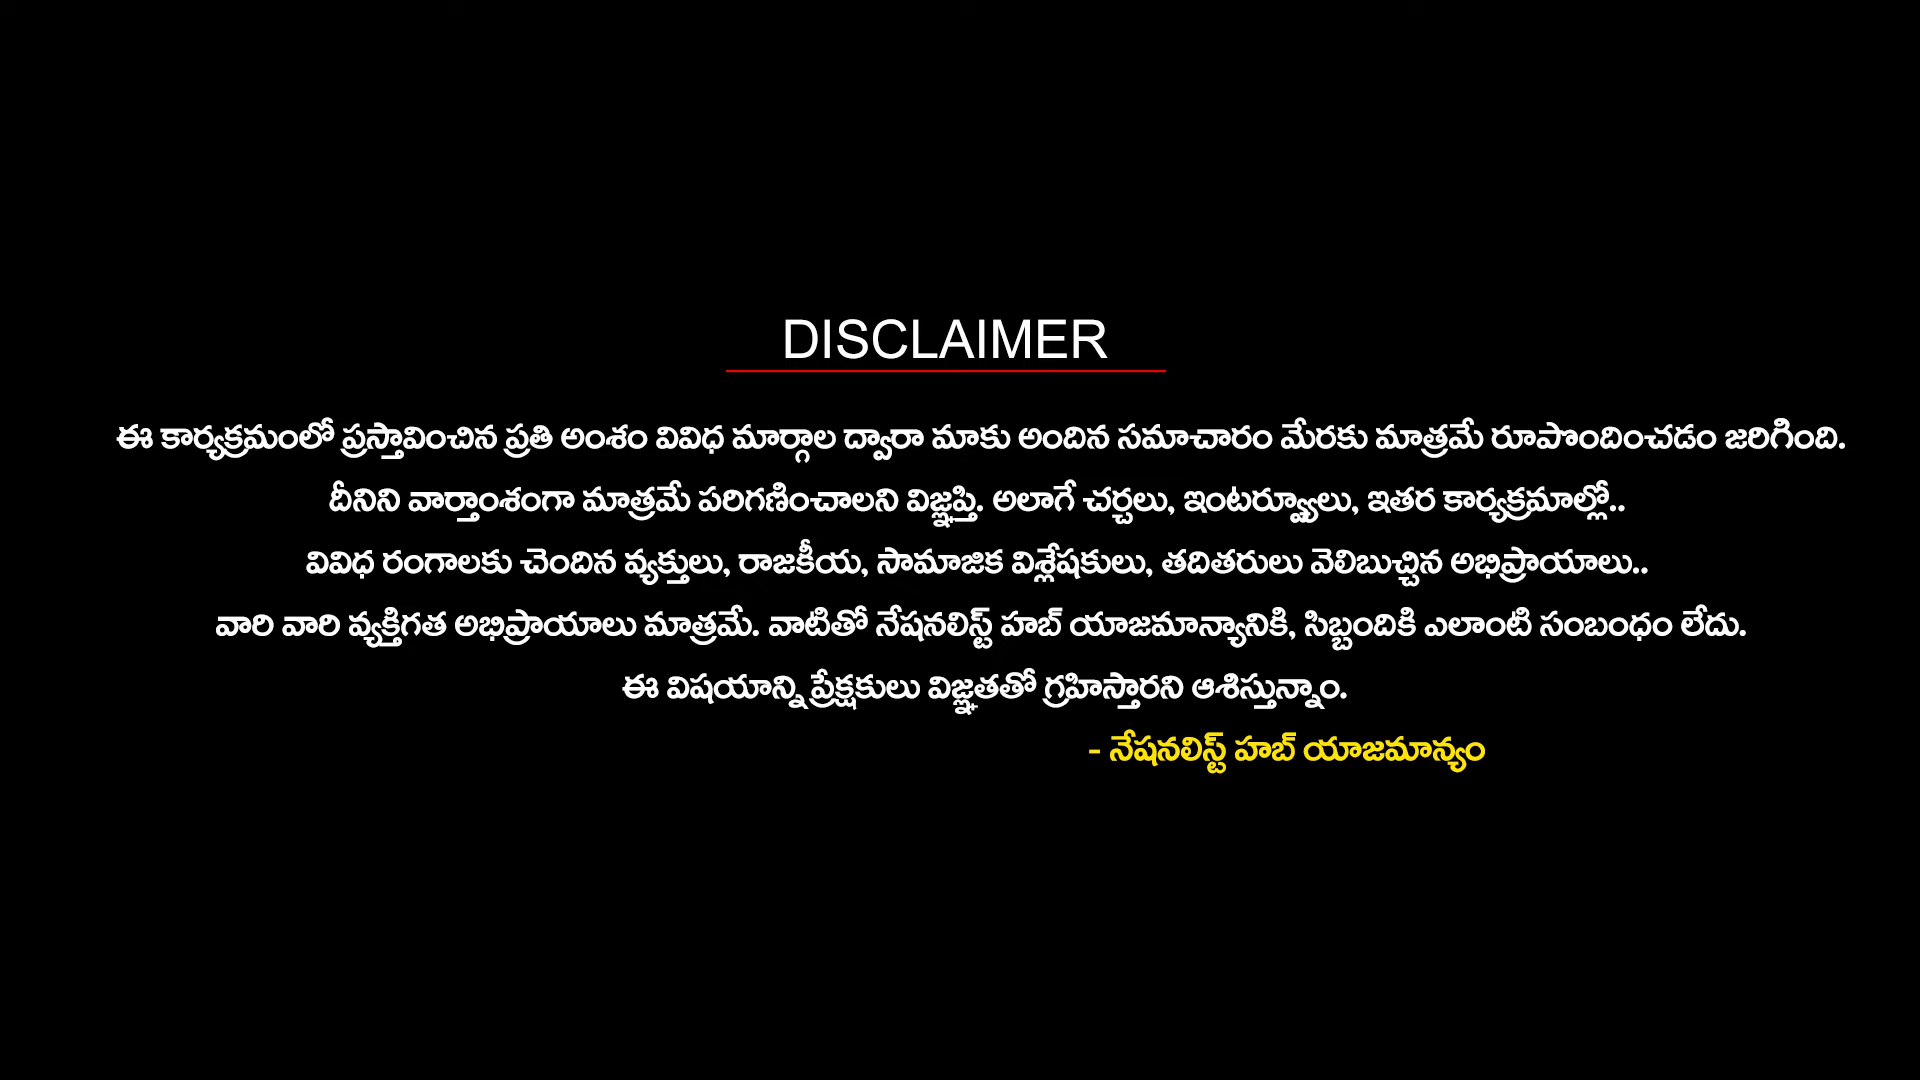 DISCLAIMER
ఈ కార్యక్రమంలో ప్రస్తావించిన ప్రతి అంశం వివిధ మార్గాల ద్వారా మాకు అందిన సమాచారం మేరకు మాత్రమే రూపొందించడం జరిగింది.
దీనిని వార్తాంశంగా మాత్రమే పరిగణించాలని విజ్ఞప్తి. అలాగే చర్చలు, ఇంటర్వ్యూలు, ఇతర కార్యక్రమాల్లో..
వివిధ రంగాలకు చెందిన వ్యక్తులు, రాజకీయ, సామాజిక విశ్లేషకులు, తదితరులు వెలిబుచ్చిన అభిప్రాయాలు..
వారి వారి వ్యక్తిగత అభిప్రాయాలు మాత్రమే. వాటితో నేషనలిస్ట్ హబ్ యాజమాన్యానికి, సిబ్బందికి ఎలాంటి సంబంధం లేదు.
ఈ విషయాన్ని ప్రేక్షకులు విజ్ఞతతో గ్రహిస్తారని ఆశిస్తున్నాం.
- నేషనలిస్ట్ హబ్ యాజమాన్యం